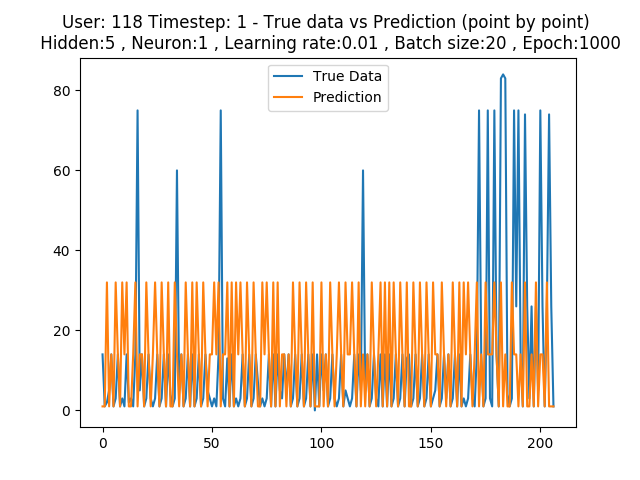 User: 118 Timestep: 1 - True data vs Prediction (point by point)
Hidden:5 , Neuron:1 , Learning rate:0.01 , Batch size:20 , Epoch:1000
True Data
Prediction
80
60
40
20
0
0 50 100 150 200